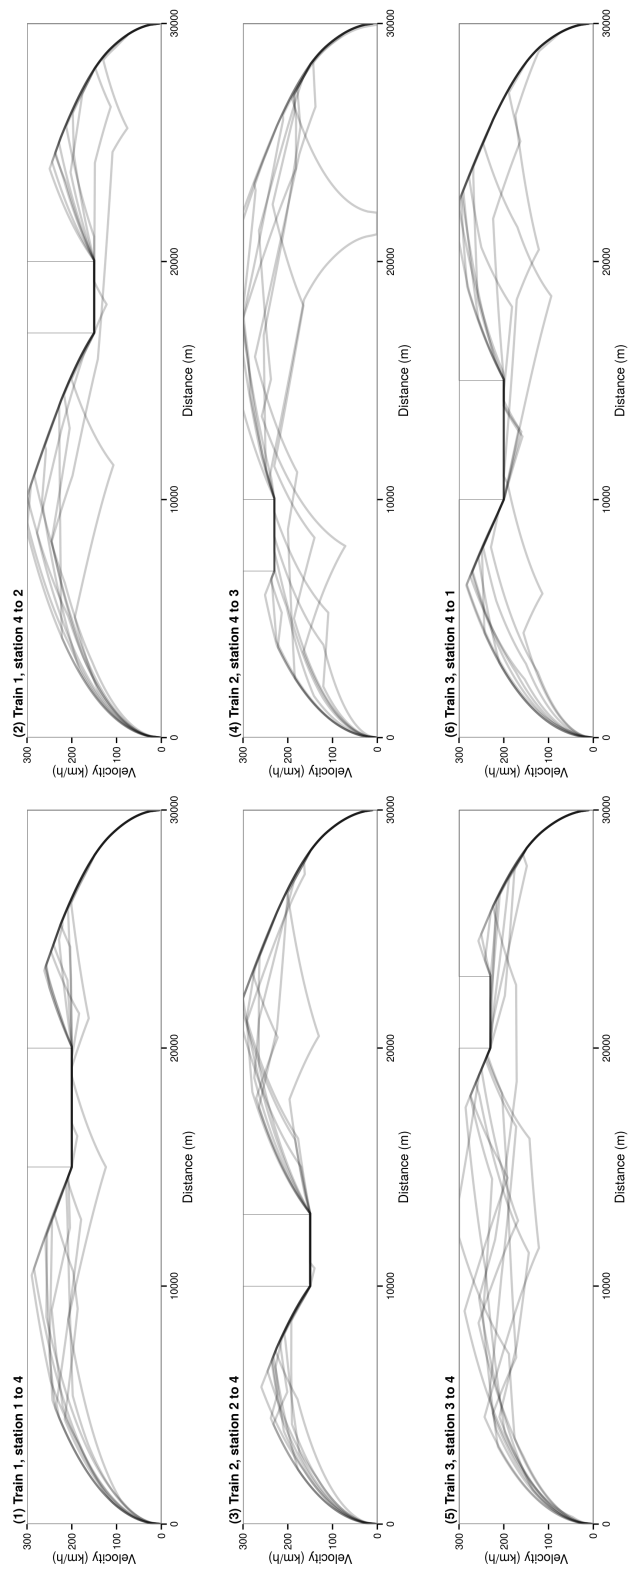 (1) Train 1, station 1 to 4
300
200
100
0
Velocity (km/h)
0
10000
20000
30000
Distance (m)
(2) Train 1, station 4 to 2
300
200
100
0
Velocity (km/h)
0
10000
20000
30000
Distance (m)
(3) Train 2, station 2 to 4
300
200
100
0
Velocity (km/h)
0
10000
20000
30000
Distance (m)
(4) Train 2, station 4 to 3
300
200
100
0
Velocity (km/h)
0
10000
20000
30000
Distance (m)
(5) Train 3, station 3 to 4
300
200
100
0
Velocity (km/h)
0
10000
20000
30000
Distance (m)
(6) Train 3, station 4 to 1
300
200
100
0
Velocity (km/h)
0
10000
20000
30000
Distance (m)